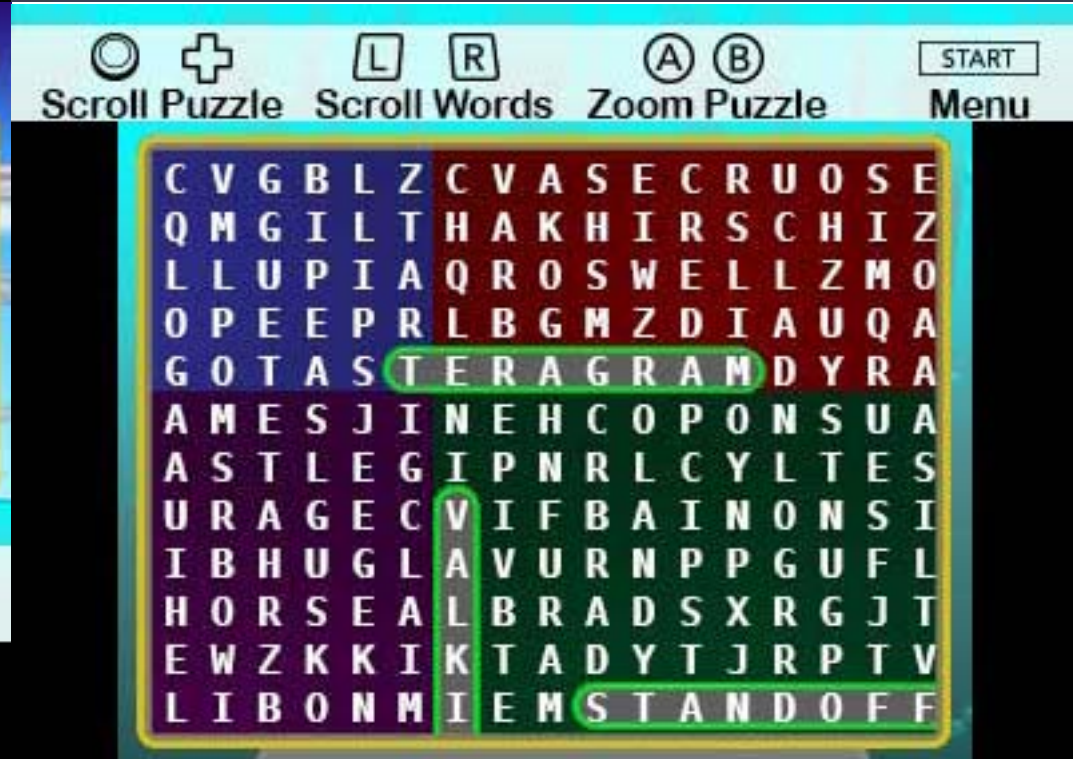 L R A B START
Scroll Puzzle Scroll Words Zoom Puzzle Menu
C V G B L Z C V A S E C R U O S E
Q M G I L T H A K H I R S C H I Z
L L U P I A Q R O S W E L L Z M O
O P E E P R L B G M Z D I A U Q A
G O T A S T E R A G R A M D Y R A
A M E S J I N E H C O P O N S U A
A S T L E G I P N R L C Y L T E S
U R A G E C V I F B A I N O N S I
I B H U G L A V U R N P P G U F L
H O R S E A L B R A D S X R G J T
E W Z K K I K T A D Y T J R P T V
L I B O N M I E M S T A N D O F F